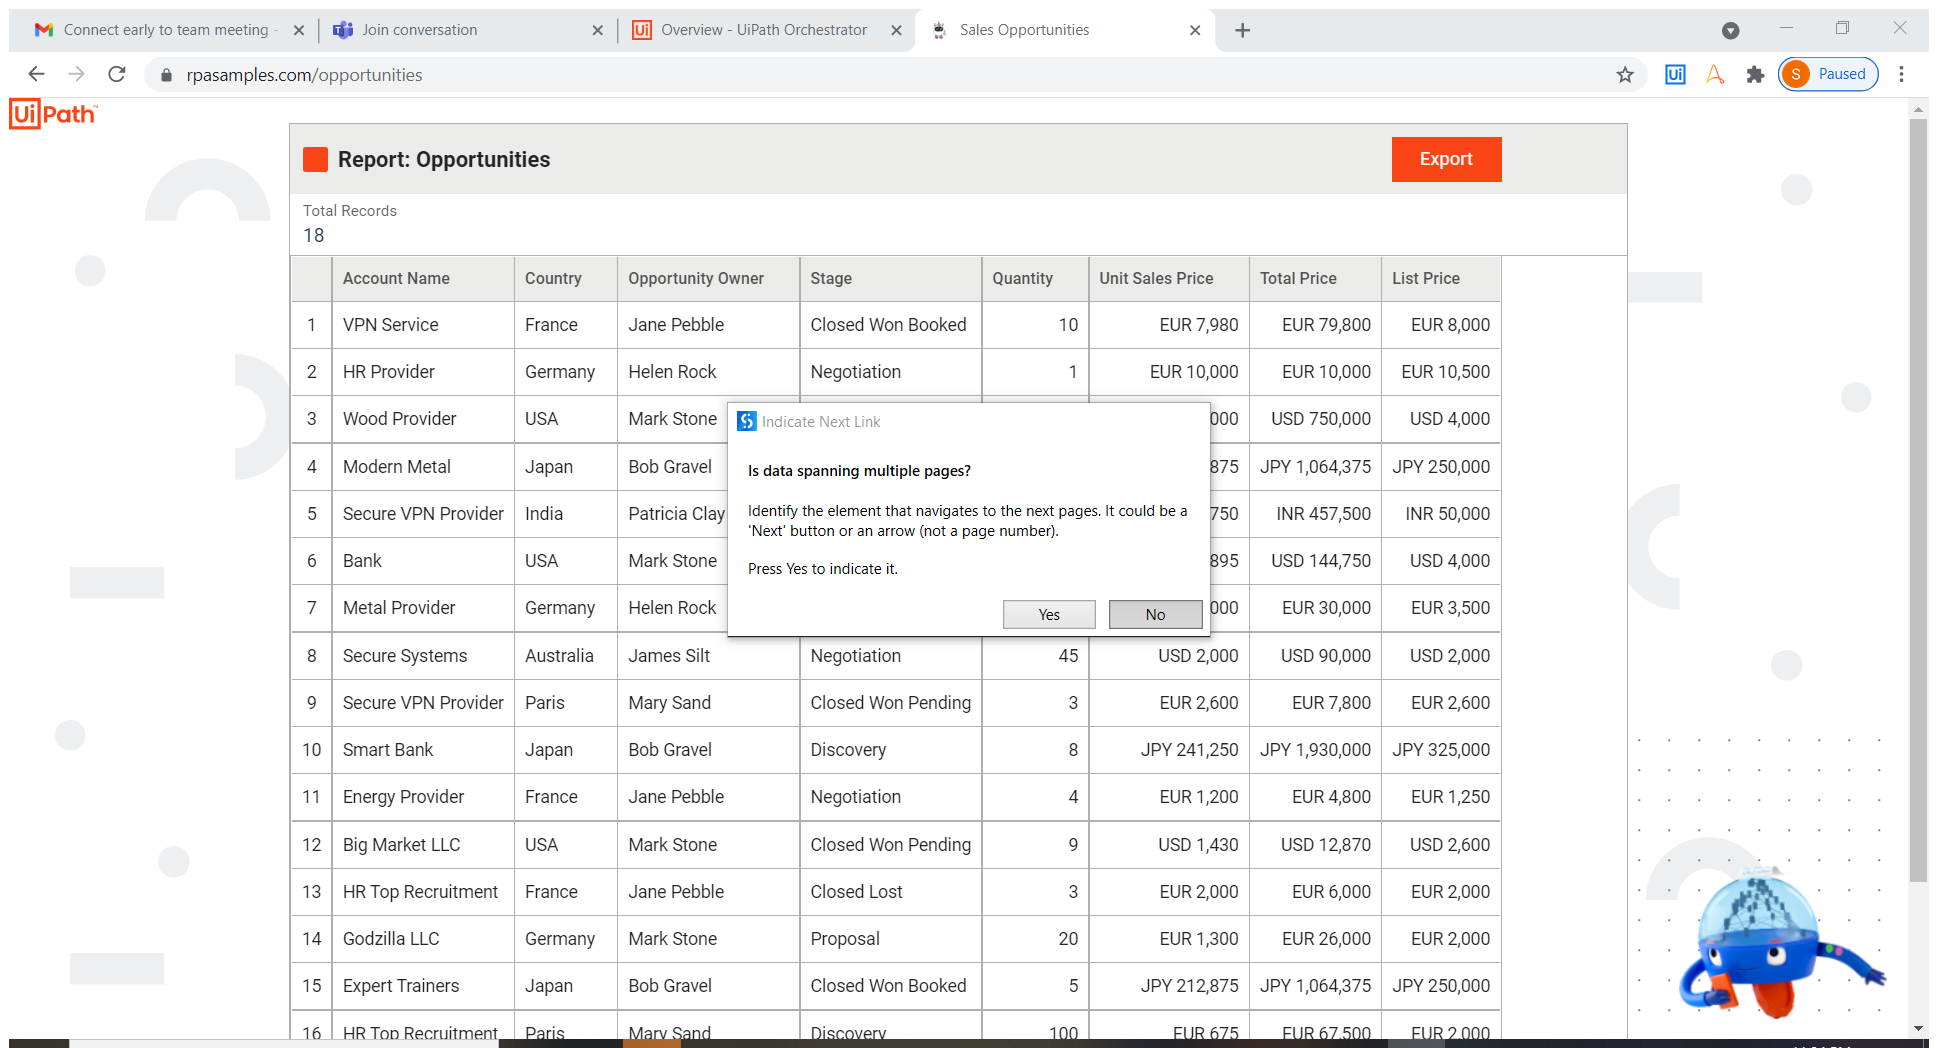 Connect early to team meeting -
Join conversation
Overview - UiPath Orchestrator
Sales Opportunities
rpasamples.com/opportunities
Ui
S Paused
UiPath™
Report: Opportunities
Export
Total Records
18
Account Name Country Opportunity Owner Stage Quantity Unit Sales Price Total Price List Price
1 VPN Service France Jane Pebble Closed Won Booked 10 EUR 7,980 EUR 79,800 EUR 8,000
2 HR Provider Germany Helen Rock Negotiation 1 EUR 10,000 EUR 10,000 EUR 10,500
3 Wood Provider USA Mark Stone 000 USD 750,000 USD 4,000
4 Modern Metal Japan Bob Gravel 875 JPY 1,064,375 JPY 250,000
5 Secure VPN Provider India Patricia Clay 750 INR 457,500 INR 50,000
6 Bank USA Mark Stone 895 USD 144,750 USD 4,000
7 Metal Provider Germany Helen Rock 000 EUR 30,000 EUR 3,500
Indicate Next Link
Is data spanning multiple pages?
Identify the element that navigates to the next pages. It could be a
'Next' button or an arrow (not a page number).
Press Yes to indicate it.
Yes No
8 Secure Systems Australia James Silt Negotiation 45 USD 2,000 USD 90,000 USD 2,000
9 Secure VPN Provider Paris Mary Sand Closed Won Pending 3 EUR 2,600 EUR 7,800 EUR 2,600
10 Smart Bank Japan Bob Gravel Discovery 8 JPY 241,250 JPY 1,930,000 JPY 325,000
11 Energy Provider France Jane Pebble Negotiation 4 EUR 1,200 EUR 4,800 EUR 1,250
12 Big Market LLC USA Mark Stone Closed Won Pending 9 USD 1,430 USD 12,870 USD 2,600
13 HR Top Recruitment France Jane Pebble Closed Lost 3 EUR 2,000 EUR 6,000 EUR 2,000
14 Godzilla LLC Germany Mark Stone Proposal 20 EUR 1,300 EUR 26,000 EUR 2,000
15 Expert Trainers Japan Bob Gravel Closed Won Booked 5 JPY 212,875 JPY 1,064,375 JPY 250,000
16 HR Top Recruitment Paris Mary Sand Discovery 100 EUR 675 EUR 67,500 EUR 2,000